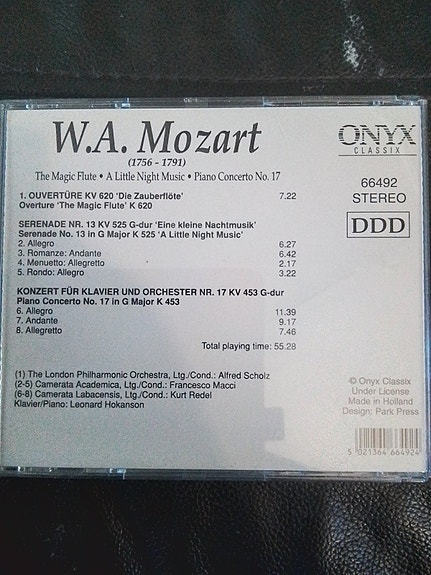 W.A. Mozart
(1756 - 1791)
The Magic Flute • A Little Night Music • Piano Concerto No. 17
ONYX
CLASSIX
66492
STEREO
DDD
1. OUVERTÜRE KV 620 'Die Zauberflöte' 7.22
Overture 'The Magic Flute' K 620
SERENADE NR. 13 KV 525 G-dur 'Eine kleine Nachtmusik'
Serenade No. 13 in G Major K 525 'A Little Night Music'
2. Allegro 6.27
3. Romanze: Andante 6.42
4. Menuetto: Allegretto 2.17
5. Rondo: Allegro 3.22
KONZERT FÜR KLAVIER UND ORCHESTER NR. 17 KV 453 G-dur
Piano Concerto No. 17 in G Major K 453
6. Allegro 11.39
7. Andante 9.17
8. Allegretto 7.46
Total playing time: 55.28
(1) The London Philharmonic Orchestra, Ltg./Cond.: Alfred Scholz
(2-5) Camerata Academica, Ltg./Cond.: Francesco Macci
(6-8) Camerata Labacensis, Ltg./Cond.: Kurt Redel
Klavier/Piano: Leonard Hokanson
© Onyx Classix
Under License
Made in Holland
Design: Park Press
5 021364 664924